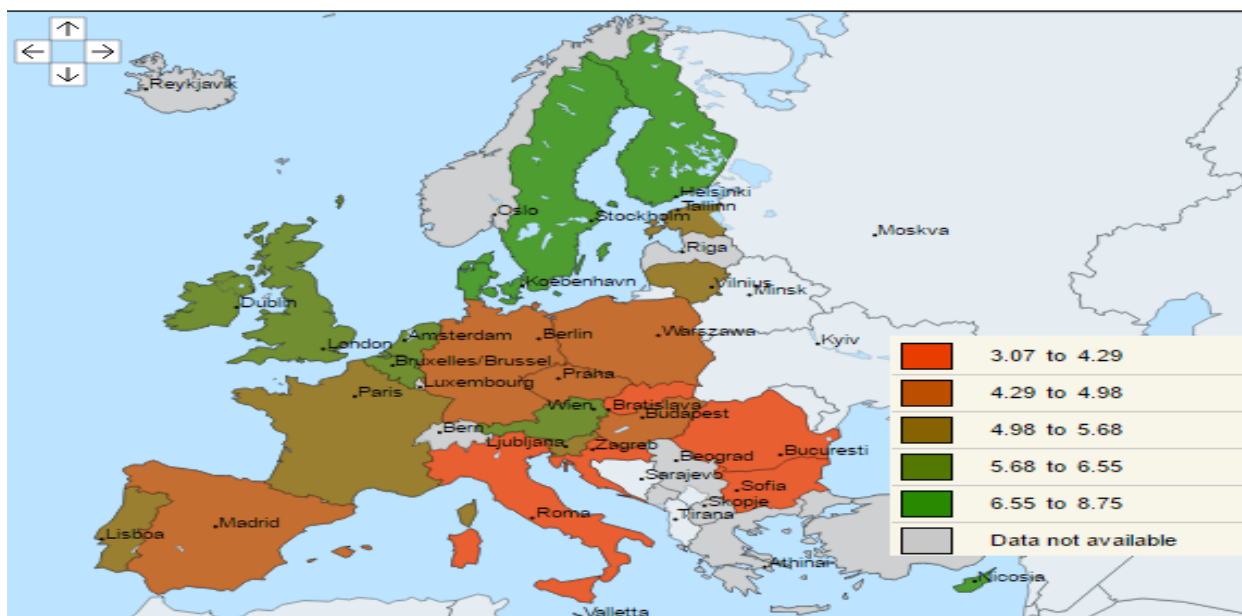 Reykjavik
Oslo
Helsinki
Tallinn
Stockholm
Moskva
Riga
Koebenhavn
Vilnius
Minsk
Dublin
London
Amsterdam
Berlin
Warszawa
Kyiv
Bruxelles/Brussel
Luxembourg
Praha
Paris
Wien
Bratislava
Budapest
Bern
Ljubljana
Zagreb
Beograd
Bucuresti
Sarajevo
Sofia
Skopje
Tirana
Roma
Madrid
Lisboa
Athinai
Nicosia
Valletta
3.07 to 4.29
4.29 to 4.98
4.98 to 5.68
5.68 to 6.55
6.55 to 8.75
Data not available